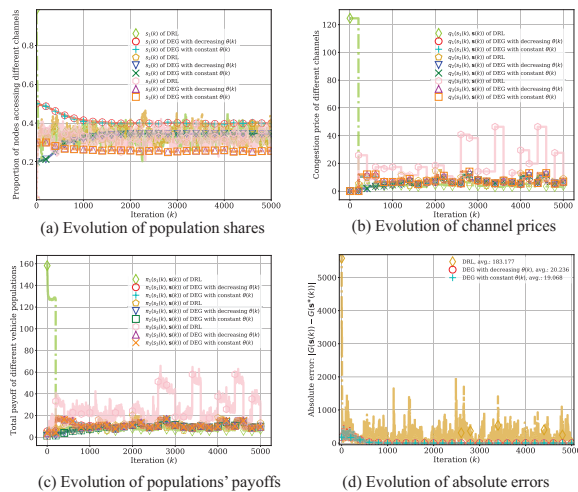 Proportion of nodes accessing different channels
0.8
0.6
0.4
0.2
0 1000 2000 3000 4000 5000
Iteration (k)
s₁(k) of DRL
s₁(k) of DEG with decreasing θ(k)
s₁(k) of DEG with constant θ(k)
s₂(k) of DRL
s₂(k) of DEG with decreasing θ(k)
s₂(k) of DEG with constant θ(k)
s₃(k) of DRL
s₃(k) of DEG with decreasing θ(k)
s₃(k) of DEG with constant θ(k)
(a) Evolution of population shares
Congestion price of different channels
120
100
80
60
40
20
0
0 1000 2000 3000 4000 5000
Iteration (k)
q₁(s₁(k), s(k)) of DRL
q₁(s₁(k), s(k)) of DEG with decreasing θ(k)
q₁(s₁(k), s(k)) of DEG with constant θ(k)
q₂(s₂(k), s(k)) of DRL
q₂(s₂(k), s(k)) of DEG with decreasing θ(k)
q₂(s₂(k), s(k)) of DEG with constant θ(k)
q₃(s₃(k), s(k)) of DRL
q₃(s₃(k), s(k)) of DEG with decreasing θ(k)
q₃(s₃(k), s(k)) of DEG with constant θ(k)
(b) Evolution of channel prices
Total payoff of different vehicle populations
160
140
120
100
80
60
40
20
0
0 1000 2000 3000 4000 5000
Iteration (k)
π₁(s₁(k), s(k)) of DRL
π₁(s₁(k), s(k)) of DEG with decreasing θ(k)
π₁(s₁(k), s(k)) of DEG with constant θ(k)
π₂(s₂(k), s(k)) of DRL
π₂(s₂(k), s(k)) of DEG with decreasing θ(k)
π₂(s₂(k), s(k)) of DEG with constant θ(k)
π₃(s₃(k), s(k)) of DRL
π₃(s₃(k), s(k)) of DEG with decreasing θ(k)
π₃(s₃(k), s(k)) of DEG with constant θ(k)
(c) Evolution of populations' payoffs
Absolute error: |G(s(k)) − G(s*(k))|
5000
4000
3000
2000
1000
0
0 1000 2000 3000 4000 5000
Iteration (k)
DRL, avg.: 183.177
DEG with decreasing θ(k), avg.: 20.236
DEG with constant θ(k), avg.: 19.068
(d) Evolution of absolute errors